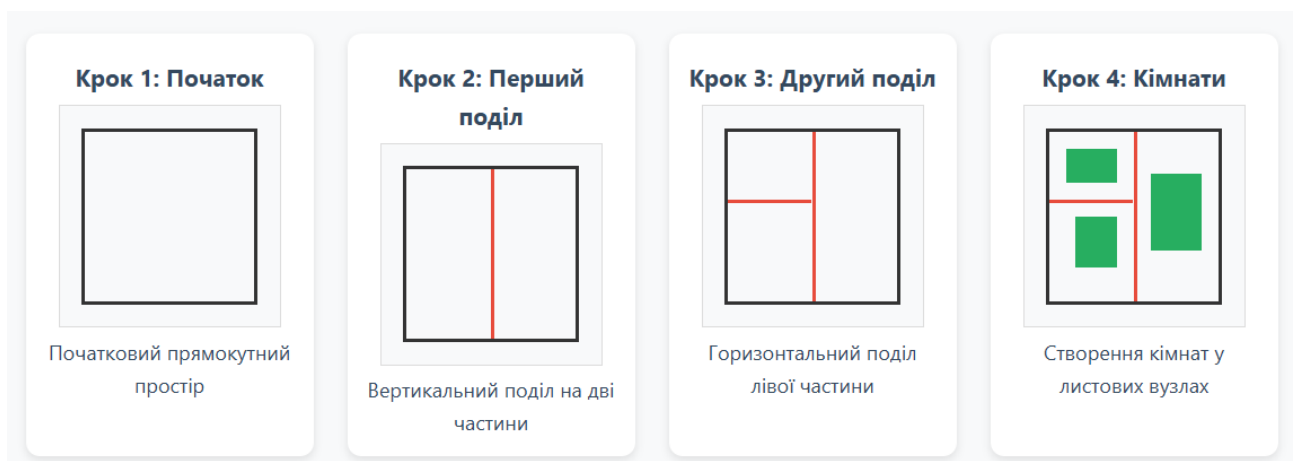 Крок 1: Початок
Початковий прямокутний
простір
Крок 2: Перший
поділ
Вертикальний поділ на дві
частини
Крок 3: Другий поділ
Горизонтальний поділ
лівої частини
Крок 4: Кімнати
Створення кімнат у
листових вузлах